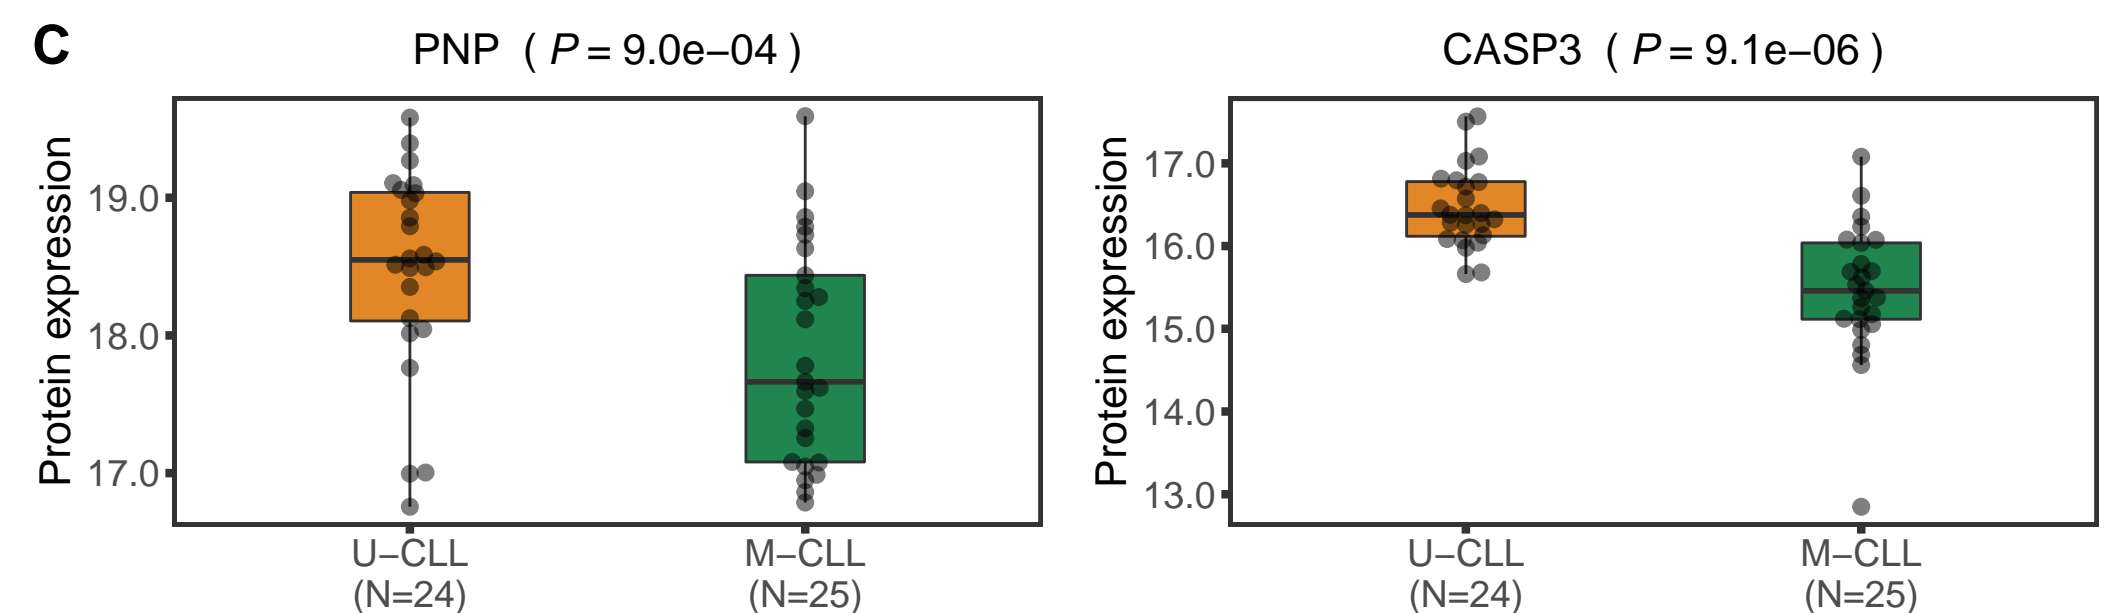 C
PNP ( P = 9.0e−04 )
Protein expression
19.0
18.0
17.0
U−CLL
(N=24)
M−CLL
(N=25)
CASP3 ( P = 9.1e−06 )
Protein expression
17.0
16.0
15.0
14.0
13.0
U−CLL
(N=24)
M−CLL
(N=25)